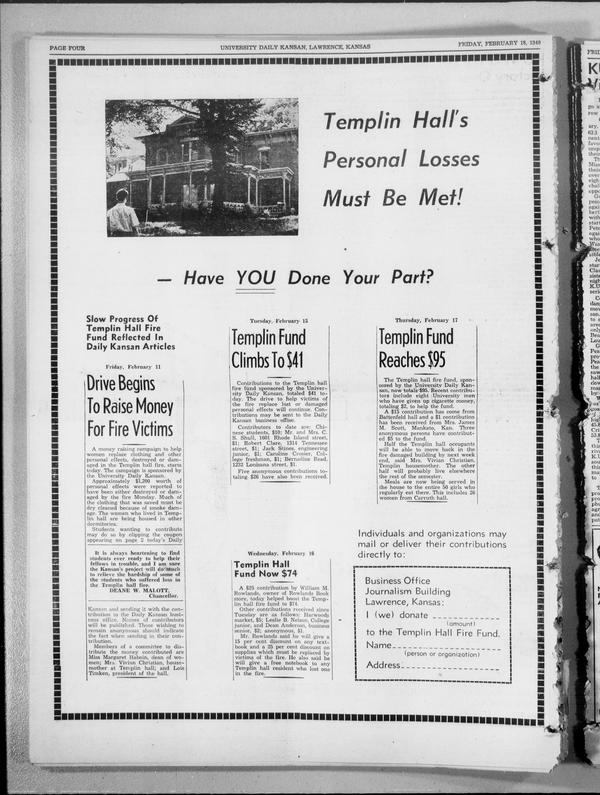 PAGE FOUR
UNIVERSITY DAILY KANSAN, LAWRENCE, KANSAS
FRIDAY, FEBRUARY 18, 1949
Templin Hall's
Personal Losses
Must Be Met!
— Have YOU Done Your Part?
Slow Progress Of
Templin Hall Fire
Fund Reflected In
Daily Kansan Articles
Friday, February 11
Drive Begins
To Raise Money
For Fire Victims
A money raising campaign to help
women replace clothing and other
personal effects, destroyed or dam-
aged in the Templin hall fire, starts
today. The campaign is sponsored by
the University Daily Kansan.
Approximately $1,200 worth of
personal effects were reported to
have been either destroyed or dam-
aged by the fire Monday. Much of
the clothing that was saved must be
dry cleaned because of smoke dam-
age. The women who lived in Temp-
lin hall are being housed in other
dormitories.
Students wanting to contribute
may do so by clipping the coupon
appearing on page 2 today's Daily
It is always heartening to find
students ever ready to help their
fellows in trouble, and I am sure
the Kansan's project will do much
to relieve the hardship of some of
the students who suffered loss in
the Templin hall fire.
DEANE W. MALOTT,
Chancellor.
Kansan and sending it with the con-
tribution to the Daily Kansan busi-
ness office. Names of contributors
will be published. Those wishing to
remain anonymous should indicate
the fact when sending in their con-
tribution.
Members of a committee to dis-
tribute the money contributed are
Miss Margaret Habein, dean of wo-
men; Mrs. Vivian Christian, house-
mother at Templin hall; and Lois
Timken, president of the hall.
Tuesday, February 15
Templin Fund
Climbs To $41
Contributions to the Templin hall
fire fund sponsored by the Univer-
sity Daily Kansan, totaled $41 to-
day. The drive to help victims of
the fire replace lost or damaged
personal effects will continue. Con-
tributions may be sent to the Daily
Kansan business office.
Contributors to date are: Chi-
nese students, $10; Mr. and Mrs. C.
S. Shull, 1601 Rhode Island street,
$1; Robert Clare, 1314 Tennessee
street, $1; Jack Stines, engineering
junior, $1; Caroline Crosier, Col-
lege freshman, $1; Bernadine Read,
1232 Louisana street, $1.
Five anonymous contributions to-
taling $26 have also been received.
Wednesday, February 16
Templin Hall
Fund Now $74
A $25 contribution by William M.
Rowlands, owner of Rowlands Book
store, today helped boost the Temp-
lin hall fire fund to $74.
Other contributions received since
Tuesday are as follows: Harwoods
market, $5; Leslie B. Nelson, College
junior, and Dean Anderson, business
senior, $2; anonymous, $1.
Mr. Rowlands said he will give a
15 per cent discount on any text-
book and a 25 per cent discount on
supplies which must be replaced by
victims of the fire. He also said he
will give a free notebook to any
Templin hall resident who lost one
in the fire.
Thursday, February 17
Templin Fund
Reaches $95
The Templin hall fire fund, spon-
sored by the University Daily Kan-
san, now totals $95. Recent contribu-
tors include eight University men
who have given up cigarette money,
totaling $2, to help the fund.
A $15 contribution has come from
Battenfeld hall and a $1 contribution
has been received from Mrs. James
M. Scott, Mankato, Kan. Three
anonymous persons have contribut-
ed $5 to the fund.
Half the Templin hall occupants
will be able to move back in the
fire damaged building by next week
end, said Mrs. Vivian Christian,
Templin housemother. The other
half will probably live elsewhere
the rest of the semester.
Meals are now being served in
the house to the entire 50 girls who
regularly eat there. This includes 26
women from Carruth hall.
Individuals and organizations may
mail or deliver their contributions
directly to:
Business Office
Journalism Building
Lawrence, Kansas:
I (we) donate
(amount)
to the Templin Hall Fire Fund.
Name
(person or organization)
Address